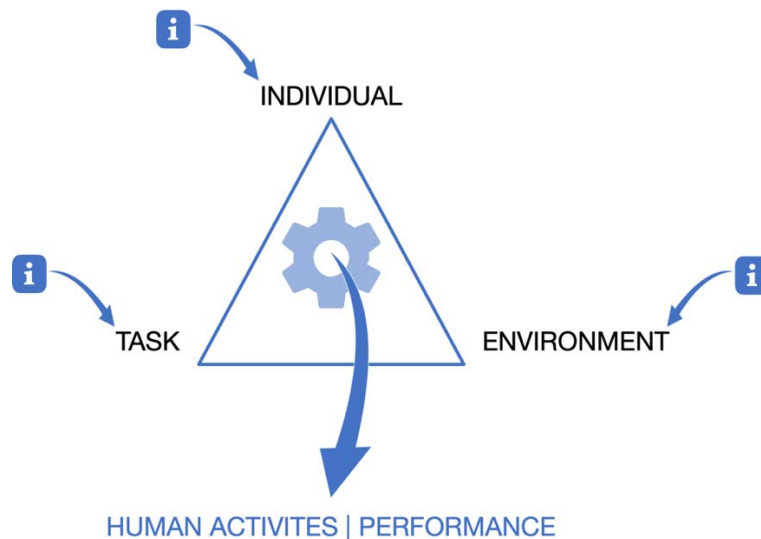 i
INDIVIDUAL
i
i
TASK
ENVIRONMENT
HUMAN ACTIVITES | PERFORMANCE